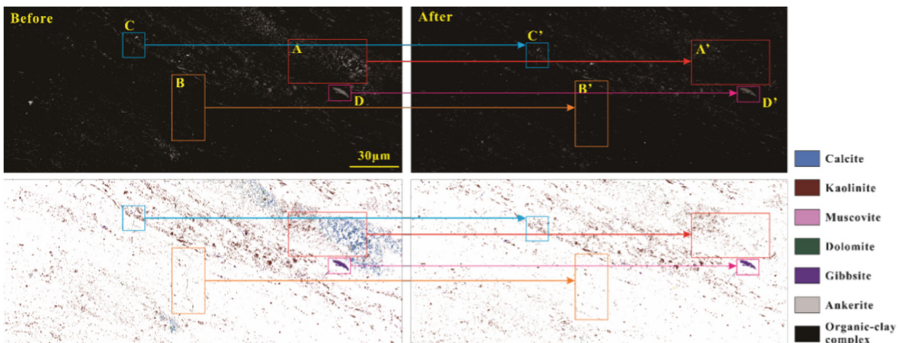 Before
After
C
A
B
D
C'
A'
B'
D'
30μm
Calcite
Kaolinite
Muscovite
Dolomite
Gibbsite
Ankerite
Organic-clay
complex